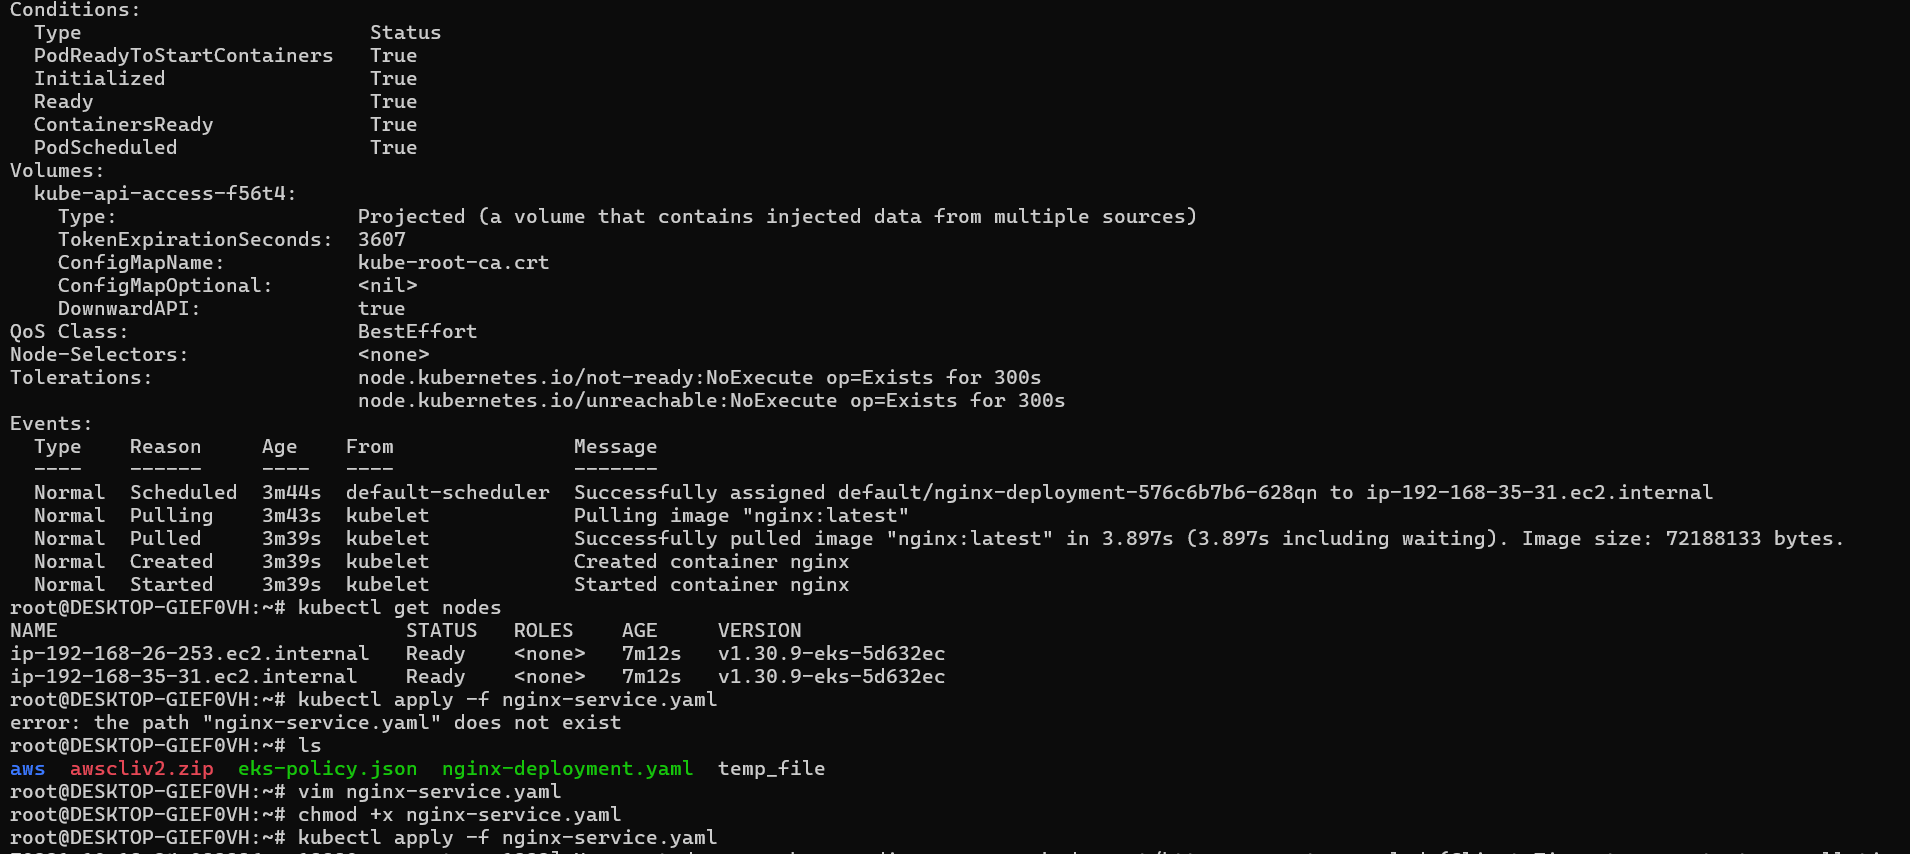 Conditions:
  Type                        Status
  PodReadyToStartContainers   True
  Initialized                 True
  Ready                       True
  ContainersReady             True
  PodScheduled                True
Volumes:
  kube-api-access-f56t4:
    Type:                    Projected (a volume that contains injected data from multiple sources)
    TokenExpirationSeconds:  3607
    ConfigMapName:           kube-root-ca.crt
    ConfigMapOptional:       <nil>
    DownwardAPI:             true
QoS Class:                   BestEffort
Node-Selectors:              <none>
Tolerations:                 node.kubernetes.io/not-ready:NoExecute op=Exists for 300s
                             node.kubernetes.io/unreachable:NoExecute op=Exists for 300s
Events:
  Type    Reason     Age   From               Message
  ----    ------     ----  ----               -------
  Normal  Scheduled  3m44s  default-scheduler  Successfully assigned default/nginx-deployment-576c6b7b6-628qn to ip-192-168-35-31.ec2.internal
  Normal  Pulling    3m43s  kubelet            Pulling image "nginx:latest"
  Normal  Pulled     3m39s  kubelet            Successfully pulled image "nginx:latest" in 3.897s (3.897s including waiting). Image size: 72188133 bytes.
  Normal  Created    3m39s  kubelet            Created container nginx
  Normal  Started    3m39s  kubelet            Started container nginx
root@DESKTOP-GIEF0VH:~# kubectl get nodes
NAME                             STATUS   ROLES    AGE     VERSION
ip-192-168-26-253.ec2.internal   Ready    <none>   7m12s   v1.30.9-eks-5d632ec
ip-192-168-35-31.ec2.internal    Ready    <none>   7m12s   v1.30.9-eks-5d632ec
root@DESKTOP-GIEF0VH:~# kubectl apply -f nginx-service.yaml
error: the path "nginx-service.yaml" does not exist
root@DESKTOP-GIEF0VH:~# ls
aws  awscliv2.zip  eks-policy.json  nginx-deployment.yaml  temp_file
root@DESKTOP-GIEF0VH:~# vim nginx-service.yaml
root@DESKTOP-GIEF0VH:~# chmod +x nginx-service.yaml
root@DESKTOP-GIEF0VH:~# kubectl apply -f nginx-service.yaml